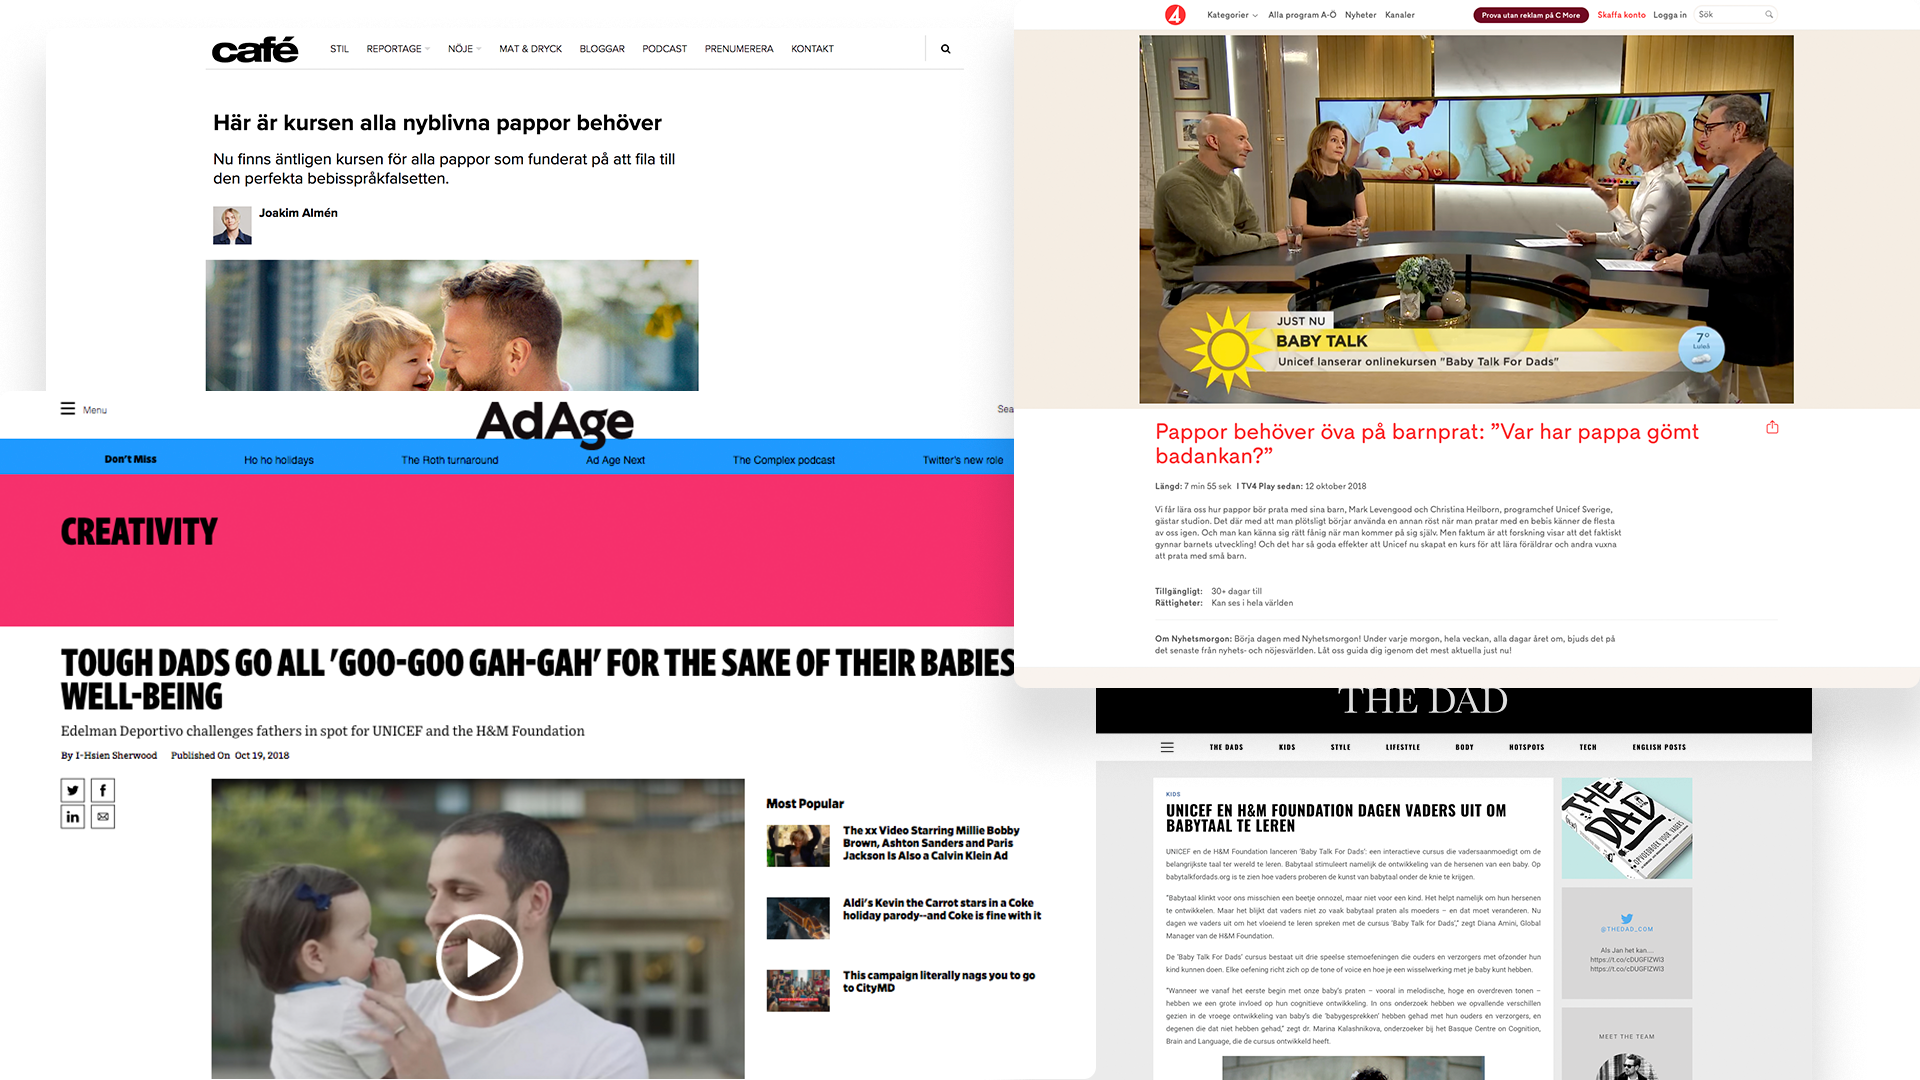 café
STIL
REPORTAGE
NÖJE
MAT & DRYCK
BLOGGAR
PODCAST
PRENUMERERA
KONTAKT
Här är kursen alla nyblivna pappor behöver
Nu finns äntligen kursen för alla pappor som funderat på att fila till
den perfekta bebisspråkfalsetten.
Joakim Almén
4
Kategorier
Alla program A-Ö
Nyheter
Kanaler
Prova utan reklam på C More
Skaffa konto
Logga in
Sök
JUST NU
BABY TALK
Unicef lanserar onlinekursen "Baby Talk For Dads"
7°
Luleå
Pappor behöver öva på barnprat: ”Var har pappa gömt
badankan?”
Längd: 7 min 55 sek I TV4 Play sedan: 12 oktober 2018
Vi får lära oss hur pappor bör prata med sina barn, Mark Levengood och Christina Heilborn, programchef Unicef Sverige,
gästar studion. Det där med att man plötsligt börjar använda en annan röst när man pratar med en bebis känner de flesta
av oss igen. Och man kan känna sig rätt fånig när man kommer på sig själv. Men faktum är att forskning visar att det faktiskt
gynnar barnets utveckling! Och det har så goda effekter att Unicef nu skapat en kurs för att lära föräldrar och andra vuxna
att prata med små barn.
Tillgängligt: 30+ dagar till
Rättigheter: Kan ses i hela världen
Om Nyhetsmorgon: Börja dagen med Nyhetsmorgon! Under varje morgon, hela veckan, alla dagar året om, bjuds det på
det senaste från nyhets- och nöjesvärlden. Låt oss guida dig igenom det mest aktuella just nu!
Menu
AdAge
Sea
Don't Miss
Ho ho holidays
The Roth turnaround
Ad Age Next
The Complex podcast
Twitter's new role
CREATIVITY
TOUGH DADS GO ALL 'GOO-GOO GAH-GAH' FOR THE SAKE OF THEIR BABIES
WELL-BEING
Edelman Deportivo challenges fathers in spot for UNICEF and the H&M Foundation
By I-Hsien Sherwood Published On Oct 19, 2018
Most Popular
The xx Video Starring Millie Bobby
Brown, Ashton Sanders and Paris
Jackson Is Also a Calvin Klein Ad
Aldi's Kevin the Carrot stars in a Coke
holiday parody--and Coke is fine with it
This campaign literally nags you to go
to CityMD
THE DAD
THE DADS
KIDS
STYLE
LIFESTYLE
BODY
HOTSPOTS
TECH
ENGLISH POSTS
KIDS
UNICEF EN H&M FOUNDATION DAGEN VADERS UIT OM
BABYTAAL TE LEREN
UNICEF en de H&M Foundation lanceren ‘Baby Talk For Dads’: een interactieve cursus die vadersaanmoedigt om de
belangrijkste taal ter wereld te leren. Babytaal stimuleert namelijk de ontwikkeling van de hersenen van een baby. Op
babytalkfordads.org is te zien hoe vaders proberen de kunst van babytaal onder de knie te krijgen.
“Babytaal klinkt voor ons misschien een beetje onnozel, maar niet voor een kind. Het helpt namelijk om hun hersenen
te ontwikkelen. Maar het blijkt dat vaders niet zo vaak babytaal praten als moeders – en dat moet veranderen. Nu
dagen we vaders uit om het vloeiend te leren spreken met de cursus ‘Baby Talk for Dads’,” zegt Diana Amini, Global
Manager van de H&M Foundation.
De ‘Baby Talk For Dads’ cursus bestaat uit drie speelse stemoefeningen die ouders en verzorgers met ofzonder hun
kind kunnen doen. Elke oefening richt zich op de tone of voice en hoe je een wisselwerking met je baby kunt hebben.
“Wanneer we vanaf het eerste begin met onze baby’s praten – vooral in melodische, hoge en overdreven tonen –
hebben we een grote invloed op hun cognitieve ontwikkeling. In ons onderzoek hebben we opvallende verschillen
gezien in de vroege ontwikkeling van baby’s die ‘babygesprekken’ hebben gehad met hun ouders en verzorgers, en
degenen die dat niet hebben gehad,” zegt dr. Marina Kalashnikova, onderzoeker bij het Basque Centre on Cognition,
Brain and Language, die de cursus ontwikkeld heeft.
THE
DAD
OPVOEDBOEK VOOR VADERS
@THEDAD_COM
Als Jan het kan....
https://t.co/cDUGFlZWl3
https://t.co/cDUGFlZWl3
MEET THE TEAM